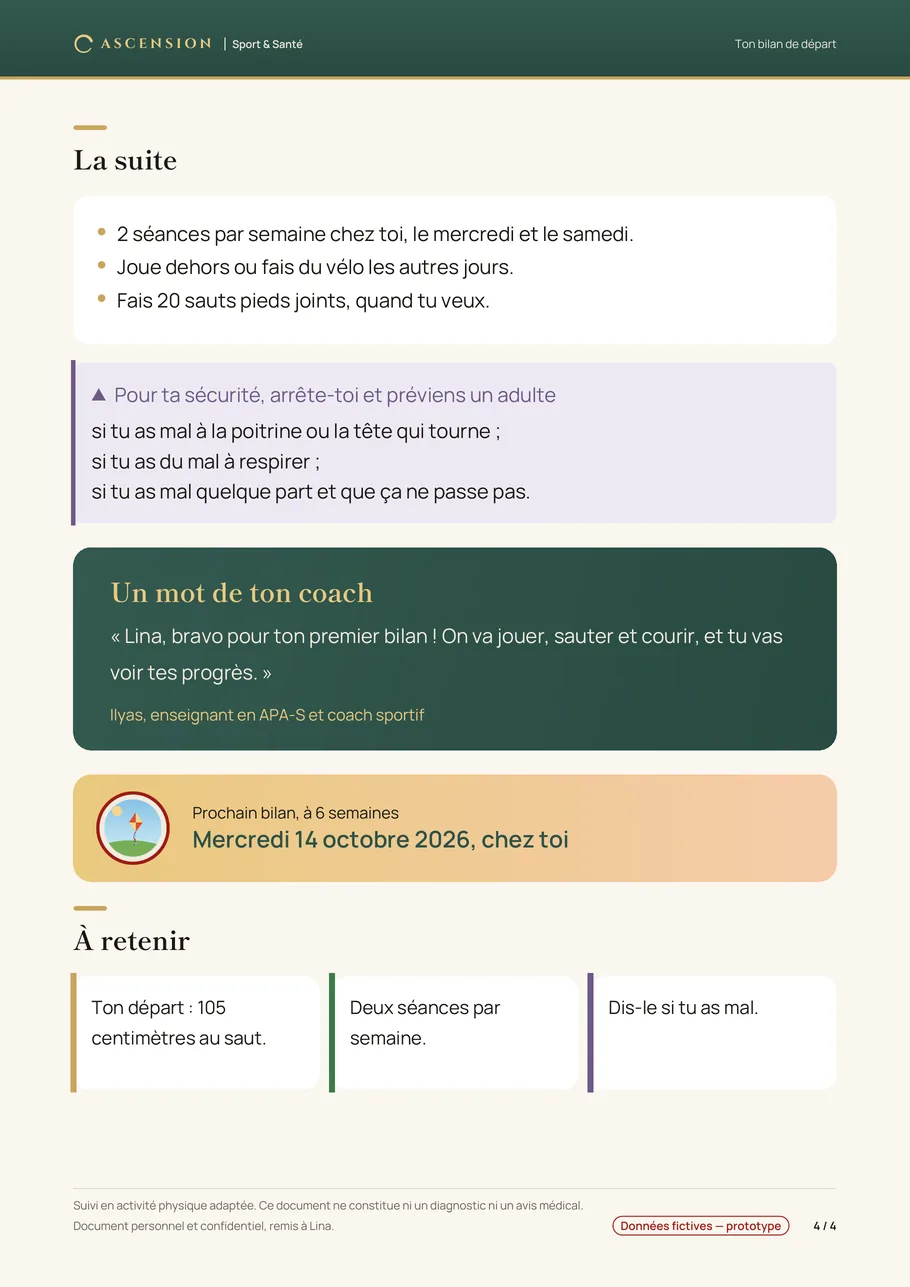 ASCENSION | Sport & Santé
Ton bilan de départ
La suite
• 2 séances par semaine chez toi, le mercredi et le samedi.
• Joue dehors ou fais du vélo les autres jours.
• Fais 20 sauts pieds joints, quand tu veux.
▲ Pour ta sécurité, arrête-toi et préviens un adulte
si tu as mal à la poitrine ou la tête qui tourne ;
si tu as du mal à respirer ;
si tu as mal quelque part et que ça ne passe pas.
Un mot de ton coach
« Lina, bravo pour ton premier bilan ! On va jouer, sauter et courir, et tu vas
voir tes progrès. »
Ilyas, enseignant en APA-S et coach sportif
Prochain bilan, à 6 semaines
Mercredi 14 octobre 2026, chez toi
À retenir
Ton départ : 105
centimètres au saut.
Deux séances par
semaine.
Dis-le si tu as mal.
Suivi en activité physique adaptée. Ce document ne constitue ni un diagnostic ni un avis médical.
Document personnel et confidentiel, remis à Lina.
Données fictives — prototype
4 / 4